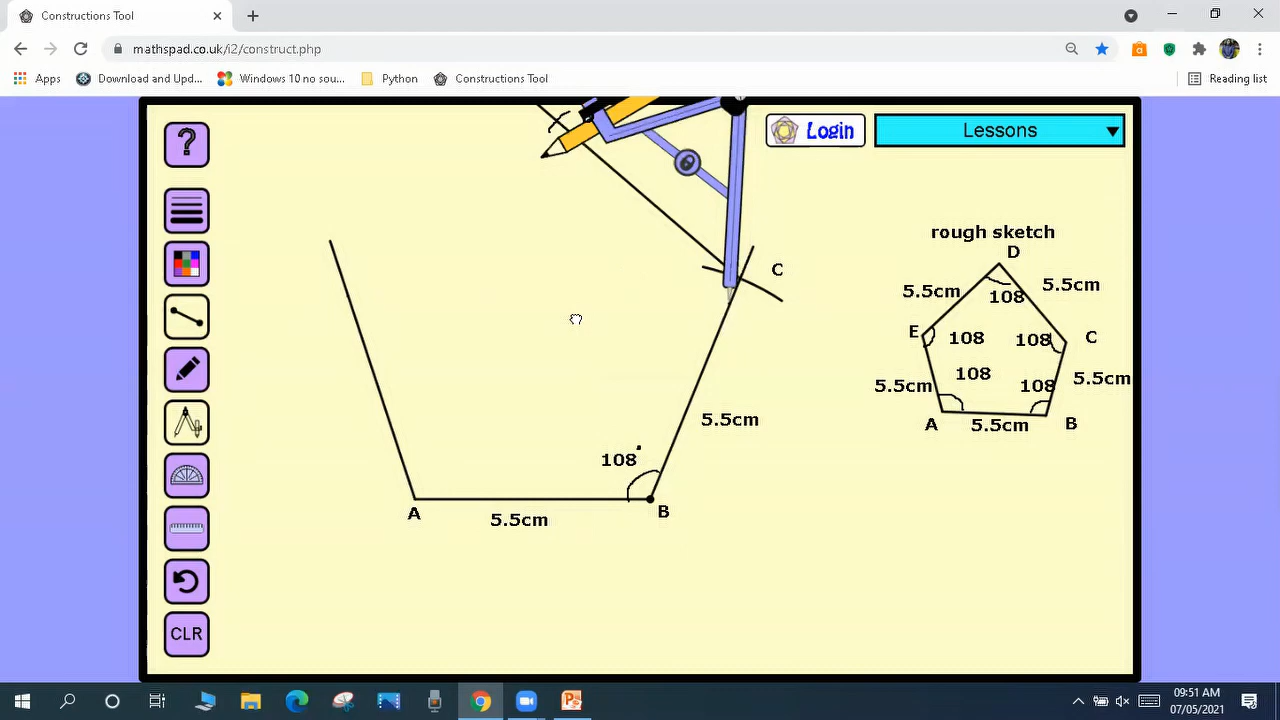 Constructions Tool
mathspad.co.uk/i2/construct.php
Apps
Download and Upd...
Windows 10 no sou...
Python
Constructions Tool
Reading list
?
Login
Lessons
rough sketch
D
5.5cm
5.5cm
108
E
108
108
C
108
5.5cm
108
5.5cm
A
5.5cm
B
C
5.5cm
108
A
B
5.5cm
CLR
09:51 AM
07/05/2021